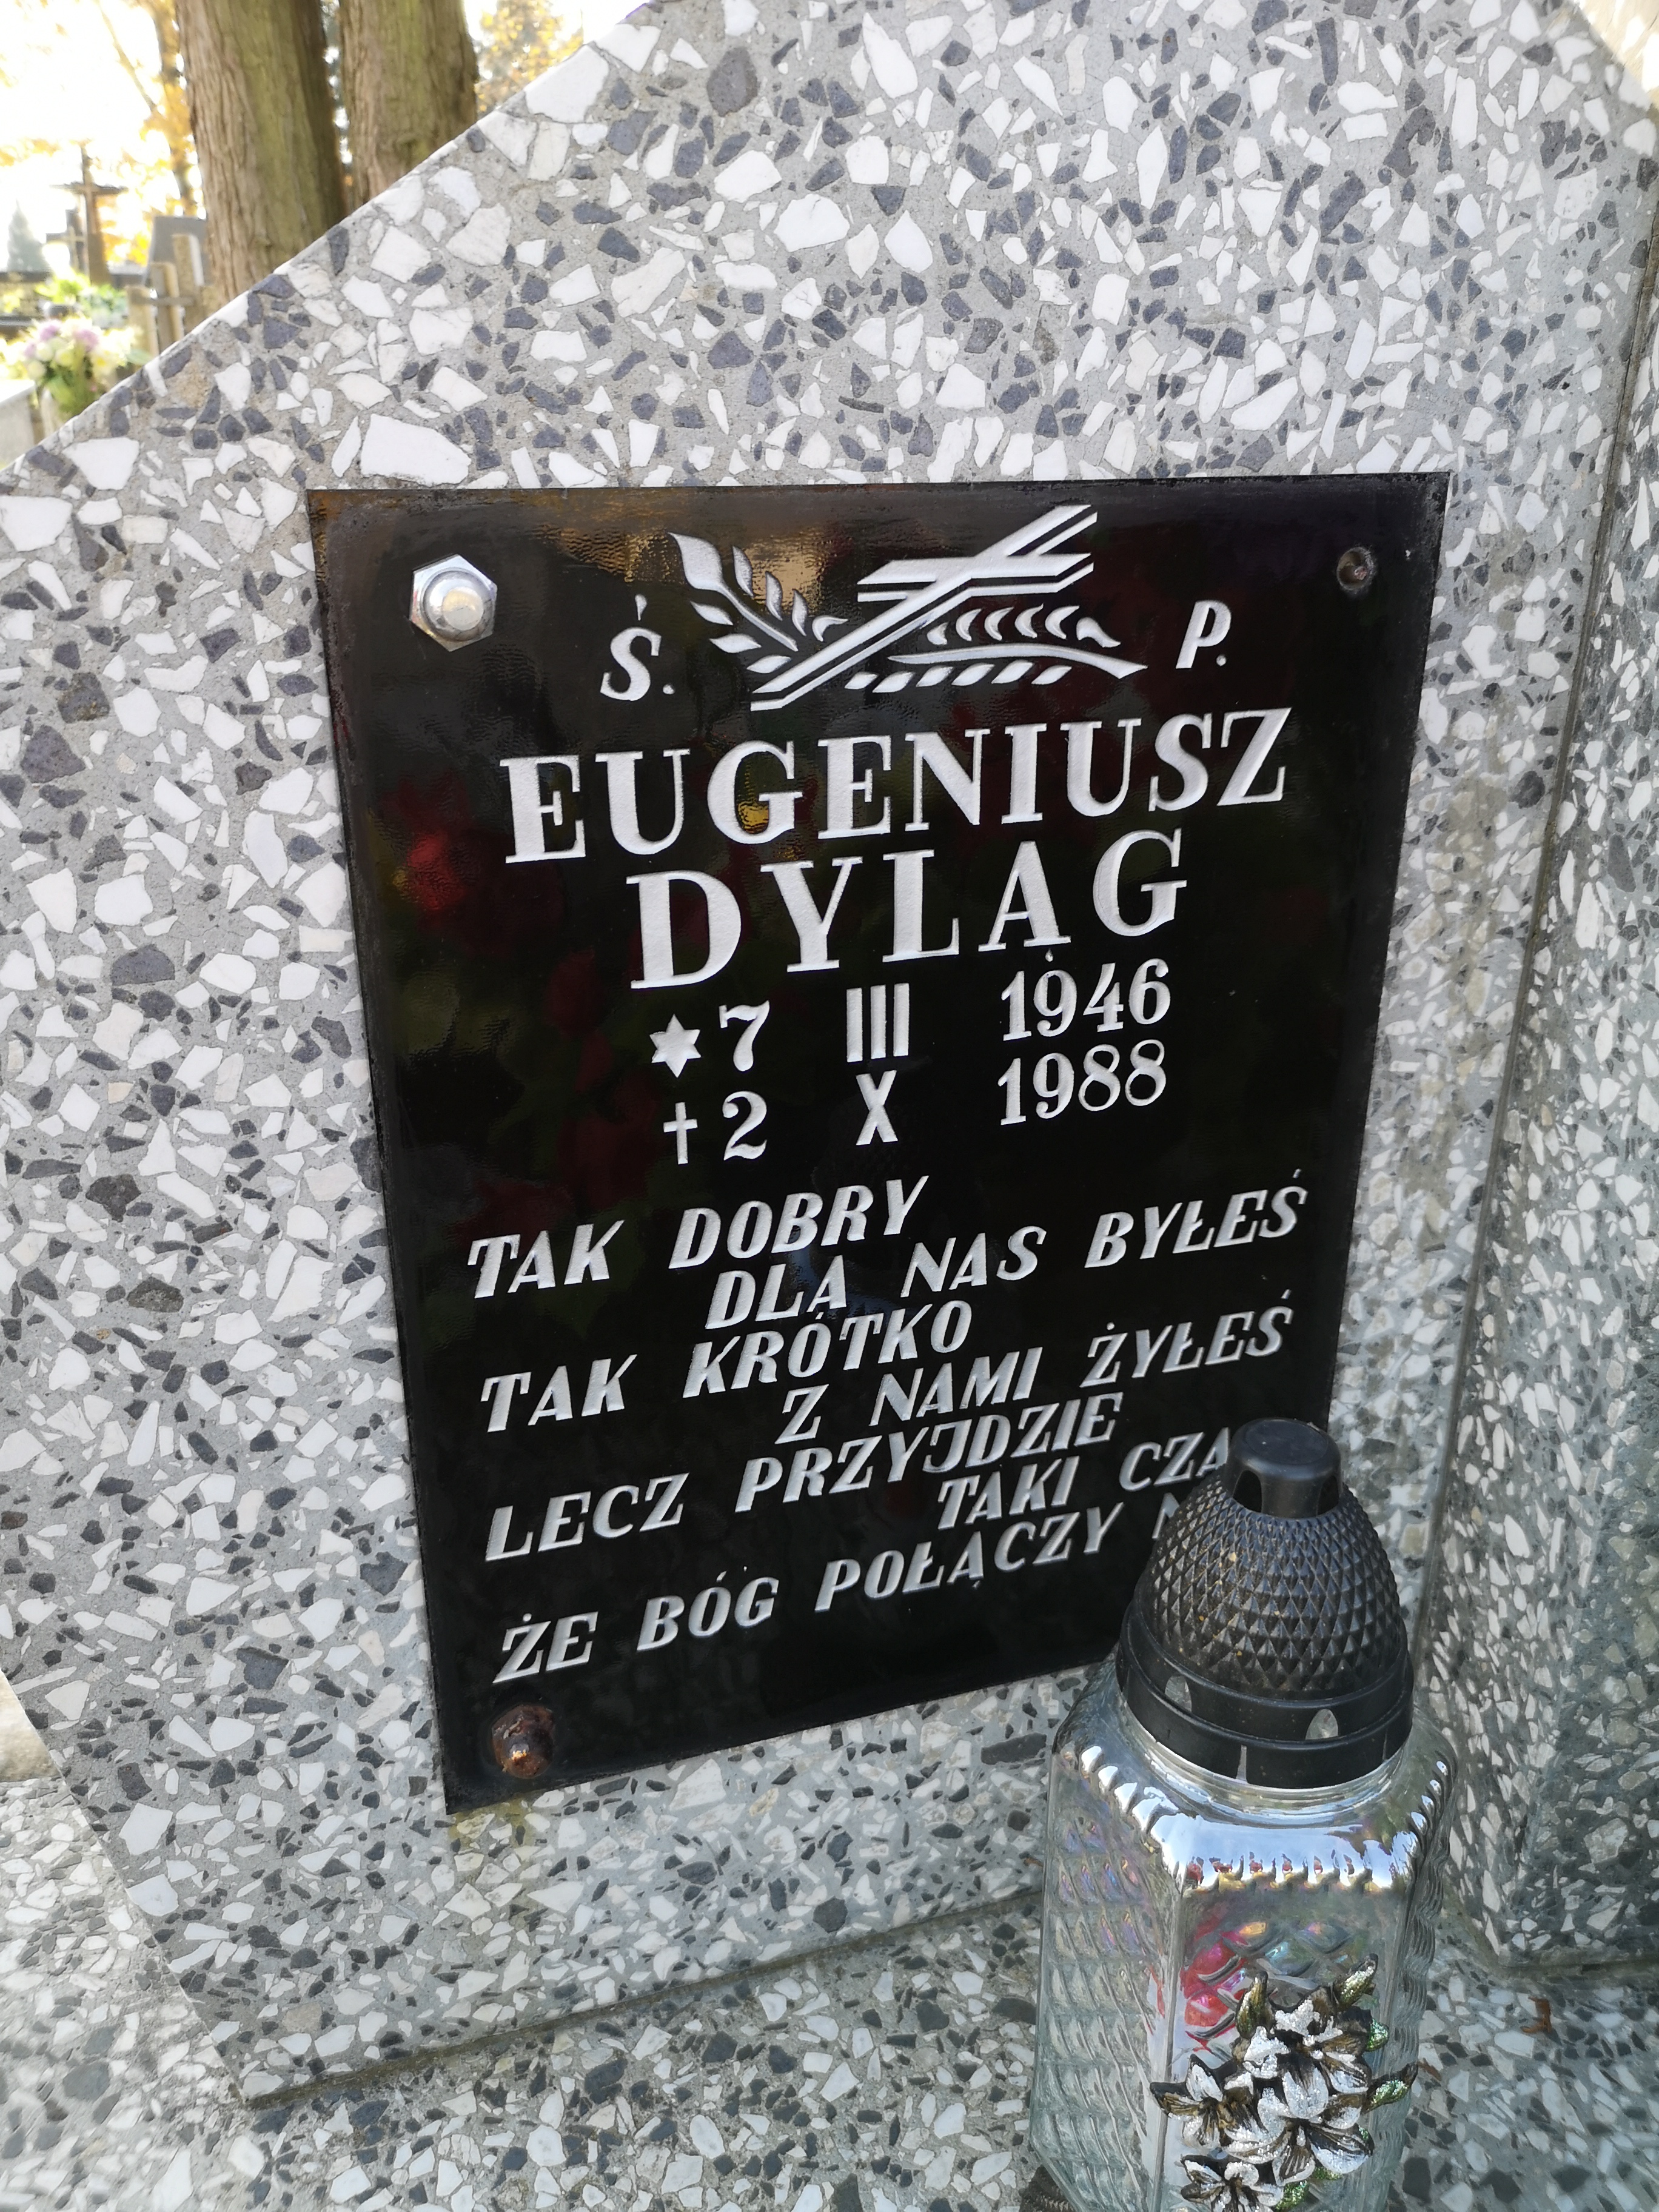 Ś. P.
EUGENIUSZ
DYLĄG
✶ 7 III 1946
† 2 X 1988
TAK DOBRY
DLA NAS BYŁEŚ
TAK KRÓTKO
Z NAMI ŻYŁEŚ
LECZ PRZYJDZIE
TAKI
ŻE BÓG POŁĄCZY